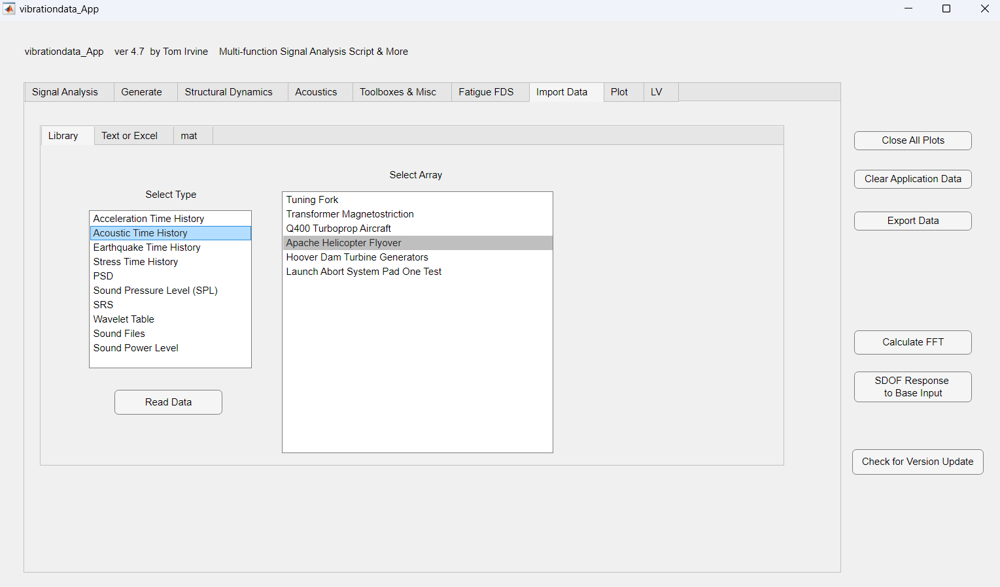 vibrationdata_App
vibrationdata_App ver 4.7 by Tom Irvine Multi-function Signal Analysis Script & More
Signal Analysis Generate Structural Dynamics Acoustics Toolboxes & Misc Fatigue FDS Import Data Plot LV
Library Text or Excel mat
Select Type
Acceleration Time History
Acoustic Time History
Earthquake Time History
Stress Time History
PSD
Sound Pressure Level (SPL)
SRS
Wavelet Table
Sound Files
Sound Power Level
Read Data
Select Array
Tuning Fork
Transformer Magnetostriction
Q400 Turboprop Aircraft
Apache Helicopter Flyover
Hoover Dam Turbine Generators
Launch Abort System Pad One Test
Close All Plots
Clear Application Data
Export Data
Calculate FFT
SDOF Response
to Base Input
Check for Version Update